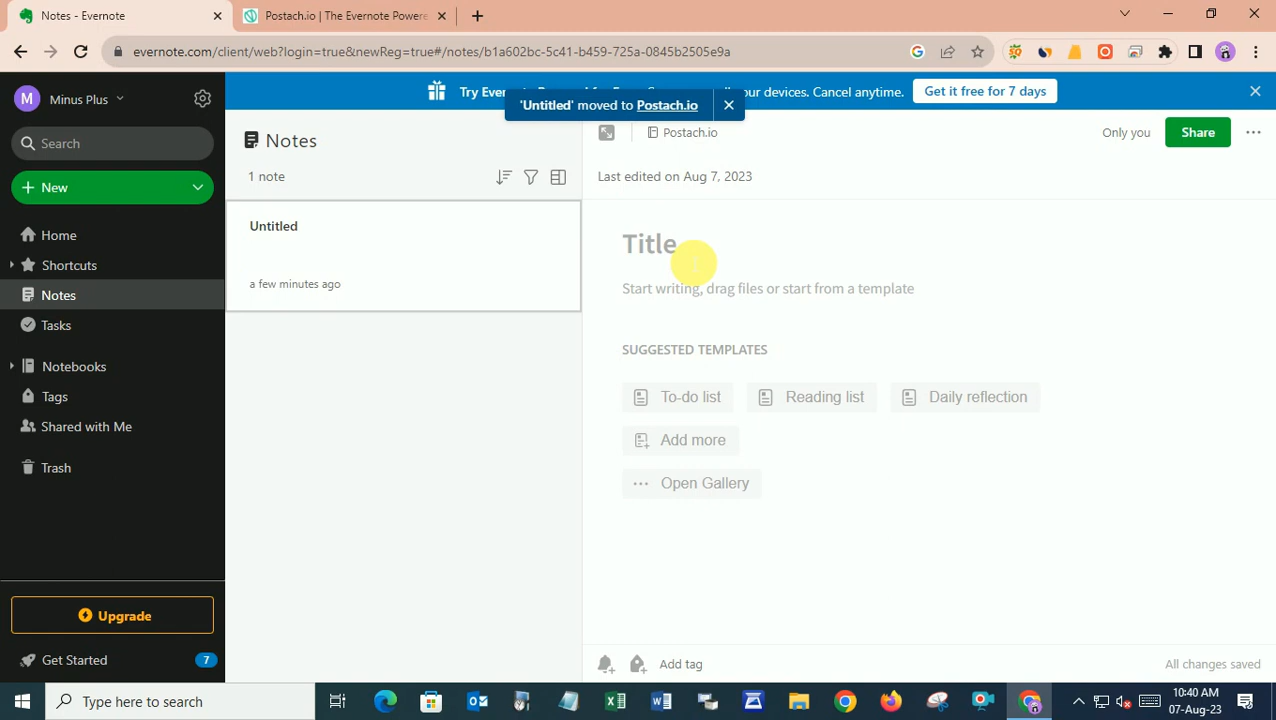 Notes - Evernote
Postach.io | The Evernote Powere
evernote.com/client/web?login=true&newReg=true#/notes/b1a602bc-5c41-b459-725a-0845b2505e9a
M Minus Plus
Search
New
Home
Shortcuts
Notes
Tasks
Notebooks
Tags
Shared with Me
Trash
Upgrade
Get Started 7
Try Ever your devices. Cancel anytime. Get it free for 7 days
'Untitled' moved to Postach.io
Notes
1 note
Untitled
a few minutes ago
Postach.io
Only you
Share
Last edited on Aug 7, 2023
Title
Start writing, drag files or start from a template
SUGGESTED TEMPLATES
To-do list Reading list Daily reflection
Add more
Open Gallery
Add tag
All changes saved
Type here to search
10:40 AM
07-Aug-23